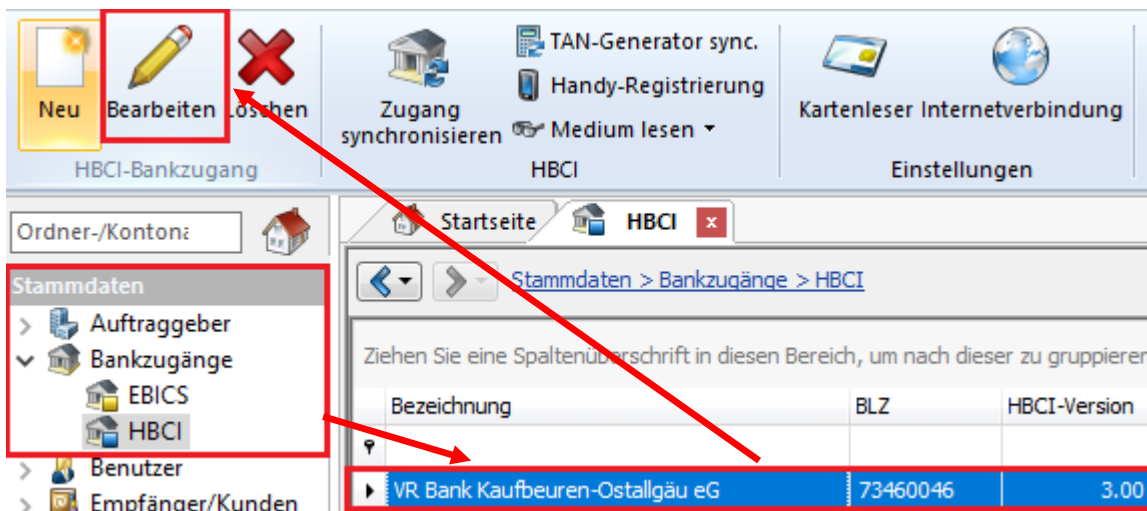 Neu
Bearbeiten
Löschen
HBCI-Bankzugang
Zugang
synchronisieren
TAN-Generator sync.
Handy-Registrierung
Medium lesen
HBCI
Kartenleser
Internetverbindung
Einstellungen
Ordner-/Kontona
Startseite
HBCI
x
Stammdaten
Auftraggeber
Bankzugänge
EBICS
HBCI
Benutzer
Empfänger/Kunden
Stammdaten > Bankzugänge > HBCI
Ziehen Sie eine Spaltenüberschrift in diesen Bereich, um nach dieser zu gruppieren
Bezeichnung BLZ HBCI-Version
VR Bank Kaufbeuren-Ostallgäu eG 73460046 3.00